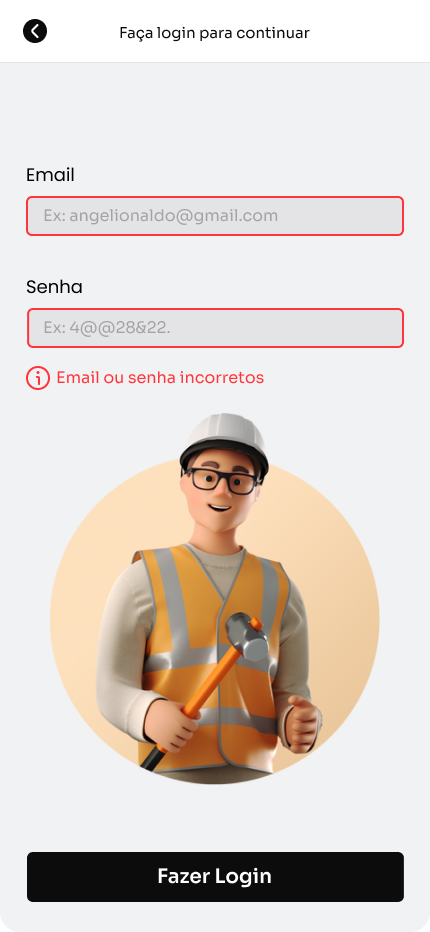 Faça login para continuar
Email
Ex: angelionaldo@gmail.com
Senha
Ex: 4@@28&22.
Email ou senha incorretos
Fazer Login